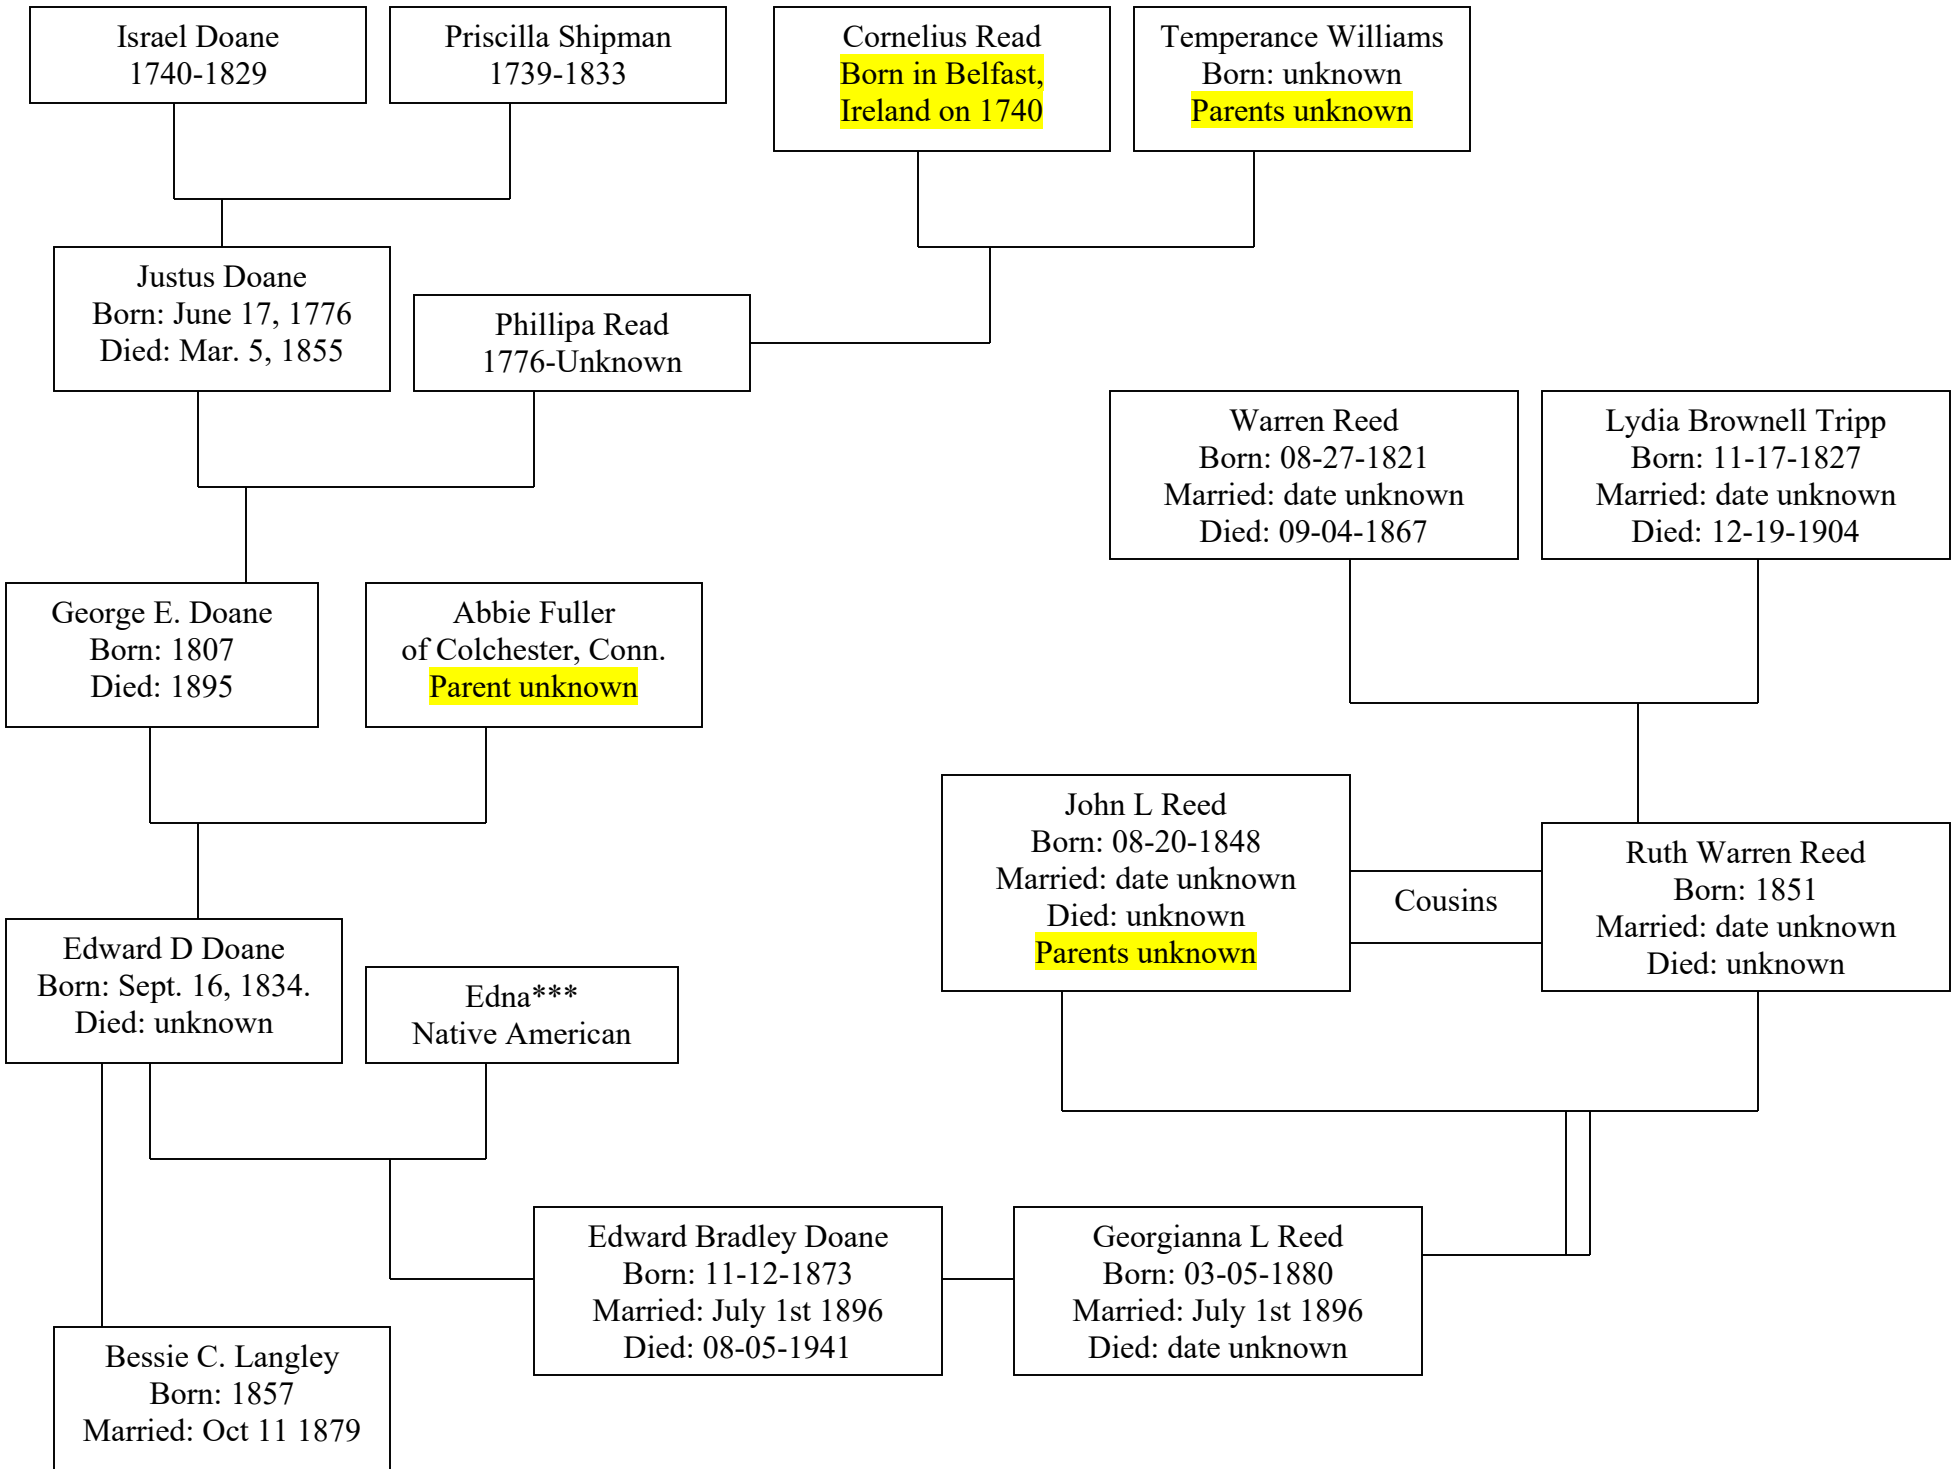 Israel Doane
1740-1829
Priscilla Shipman
1739-1833
Cornelius Read
Born in Belfast,
Ireland on 1740
Temperance Williams
Born: unknown
Parents unknown
Justus Doane
Born: June 17, 1776
Died: Mar. 5, 1855
Phillipa Read
1776-Unknown
Warren Reed
Born: 08-27-1821
Married: date unknown
Died: 09-04-1867
Lydia Brownell Tripp
Born: 11-17-1827
Married: date unknown
Died: 12-19-1904
George E. Doane
Born: 1807
Died: 1895
Abbie Fuller
of Colchester, Conn.
Parent unknown
John L Reed
Born: 08-20-1848
Married: date unknown
Died: unknown
Parents unknown
Cousins
Ruth Warren Reed
Born: 1851
Married: date unknown
Died: unknown
Edward D Doane
Born: Sept. 16, 1834.
Died: unknown
Edna***
Native American
Edward Bradley Doane
Born: 11-12-1873
Married: July 1st 1896
Died: 08-05-1941
Georgianna L Reed
Born: 03-05-1880
Married: July 1st 1896
Died: date unknown
Bessie C. Langley
Born: 1857
Married: Oct 11 1879